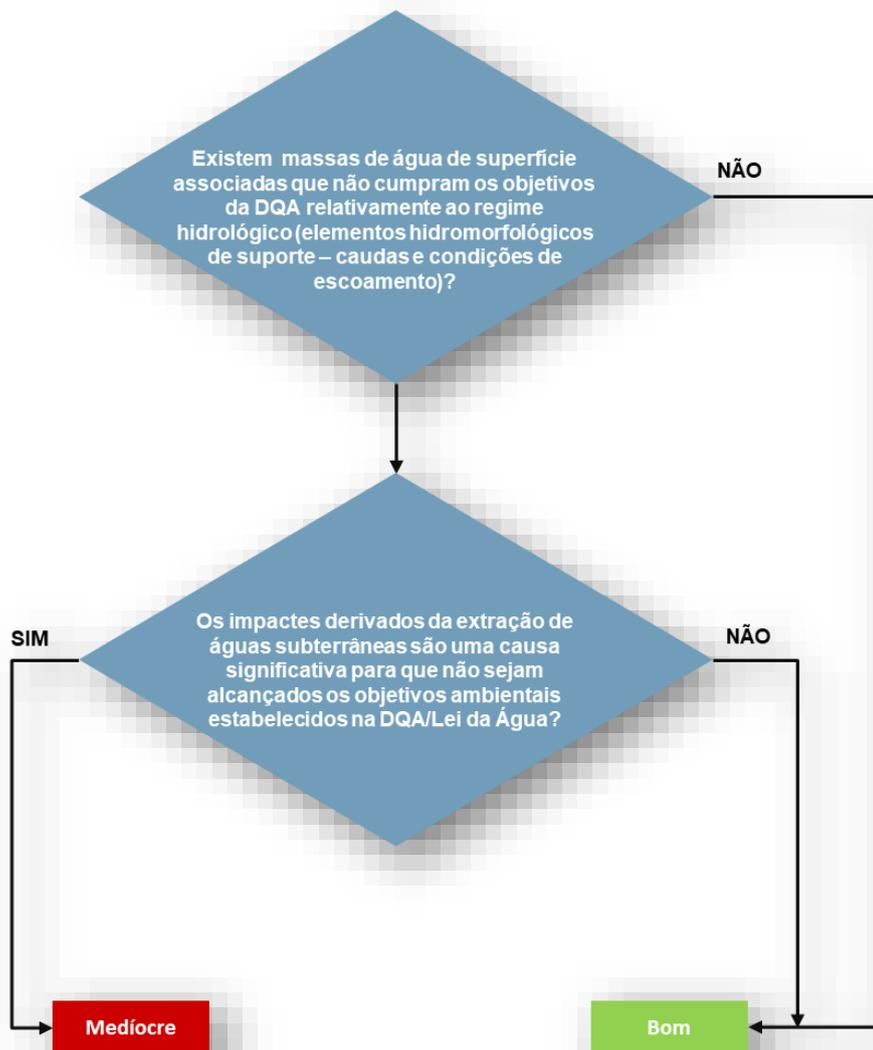 Existem massas de água de superfície
associadas que não cumpram os objetivos
da DQA relativamente ao regime
hidrológico (elementos hidromorfológicos
de suporte – caudas e condições de
escoamento)?
NÃO
Os impactes derivados da extração de
águas subterrâneas são uma causa
significativa para que não sejam
alcançados os objetivos ambientais
estabelecidos na DQA/Lei da Água?
SIM
NÃO
Medíocre
Bom